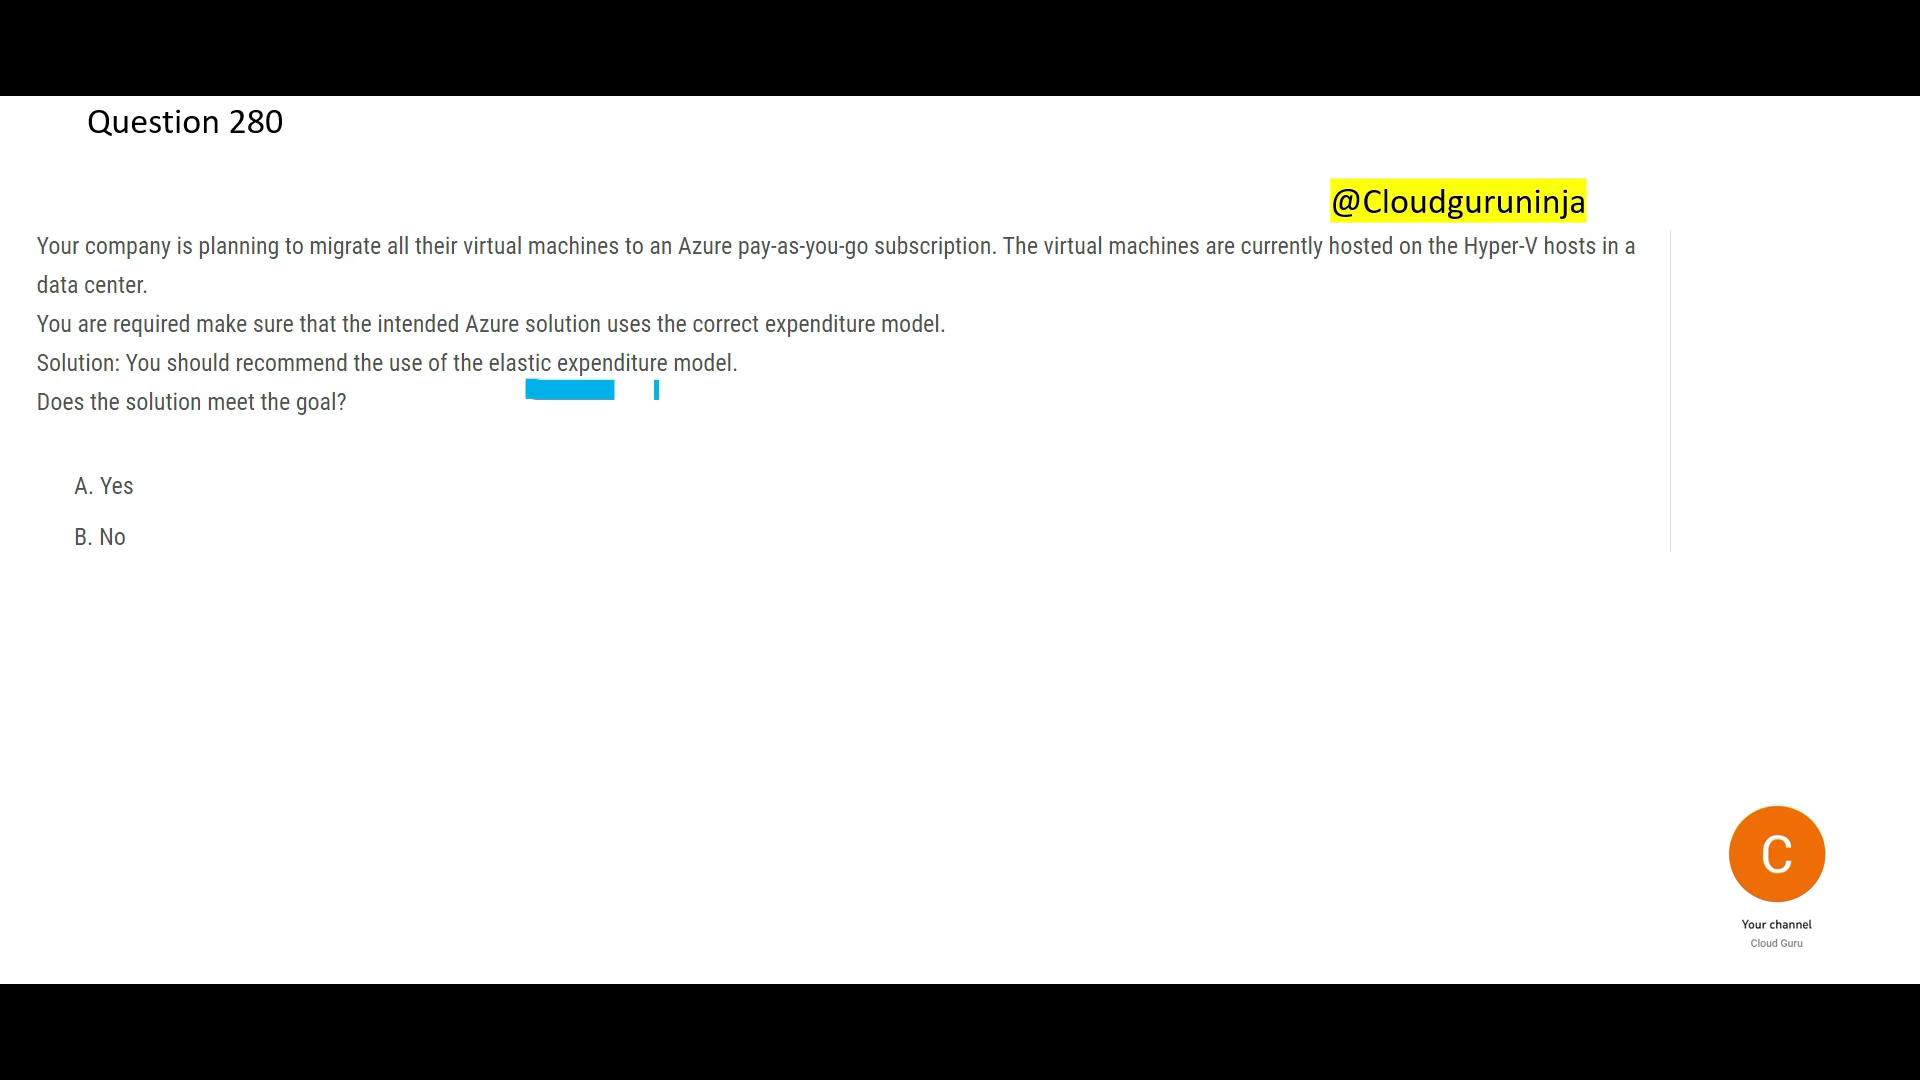 Question 280
@Cloudguruninja
Your company is planning to migrate all their virtual machines to an Azure pay-as-you-go subscription. The virtual machines are currently hosted on the Hyper-V hosts in a
data center.
You are required make sure that the intended Azure solution uses the correct expenditure model.
Solution: You should recommend the use of the elastic expenditure model.
Does the solution meet the goal?
A. Yes
B. No
C
Your channel
Cloud Guru